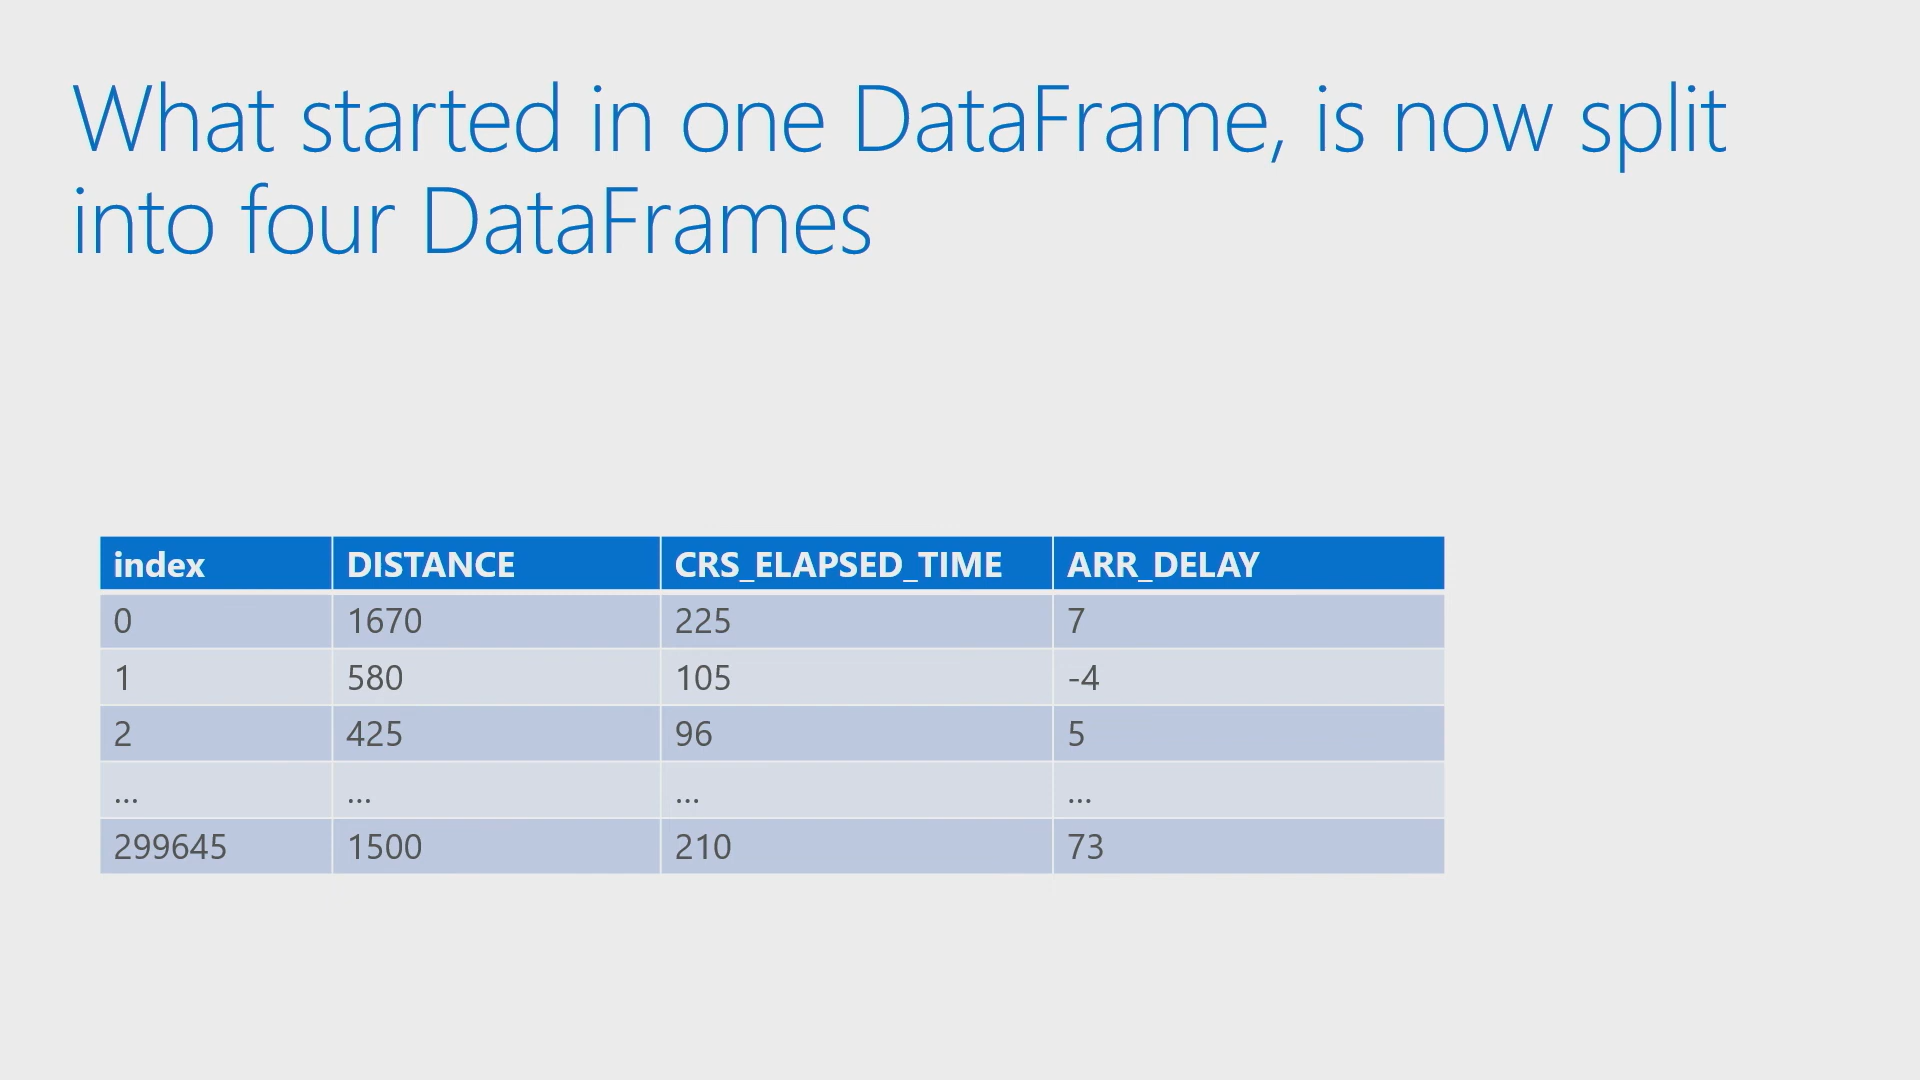 What started in one DataFrame, is now split
into four DataFrames
index DISTANCE CRS_ELAPSED_TIME ARR_DELAY
0 1670 225 7
1 580 105 -4
2 425 96 5
... ... ... ...
299645 1500 210 73